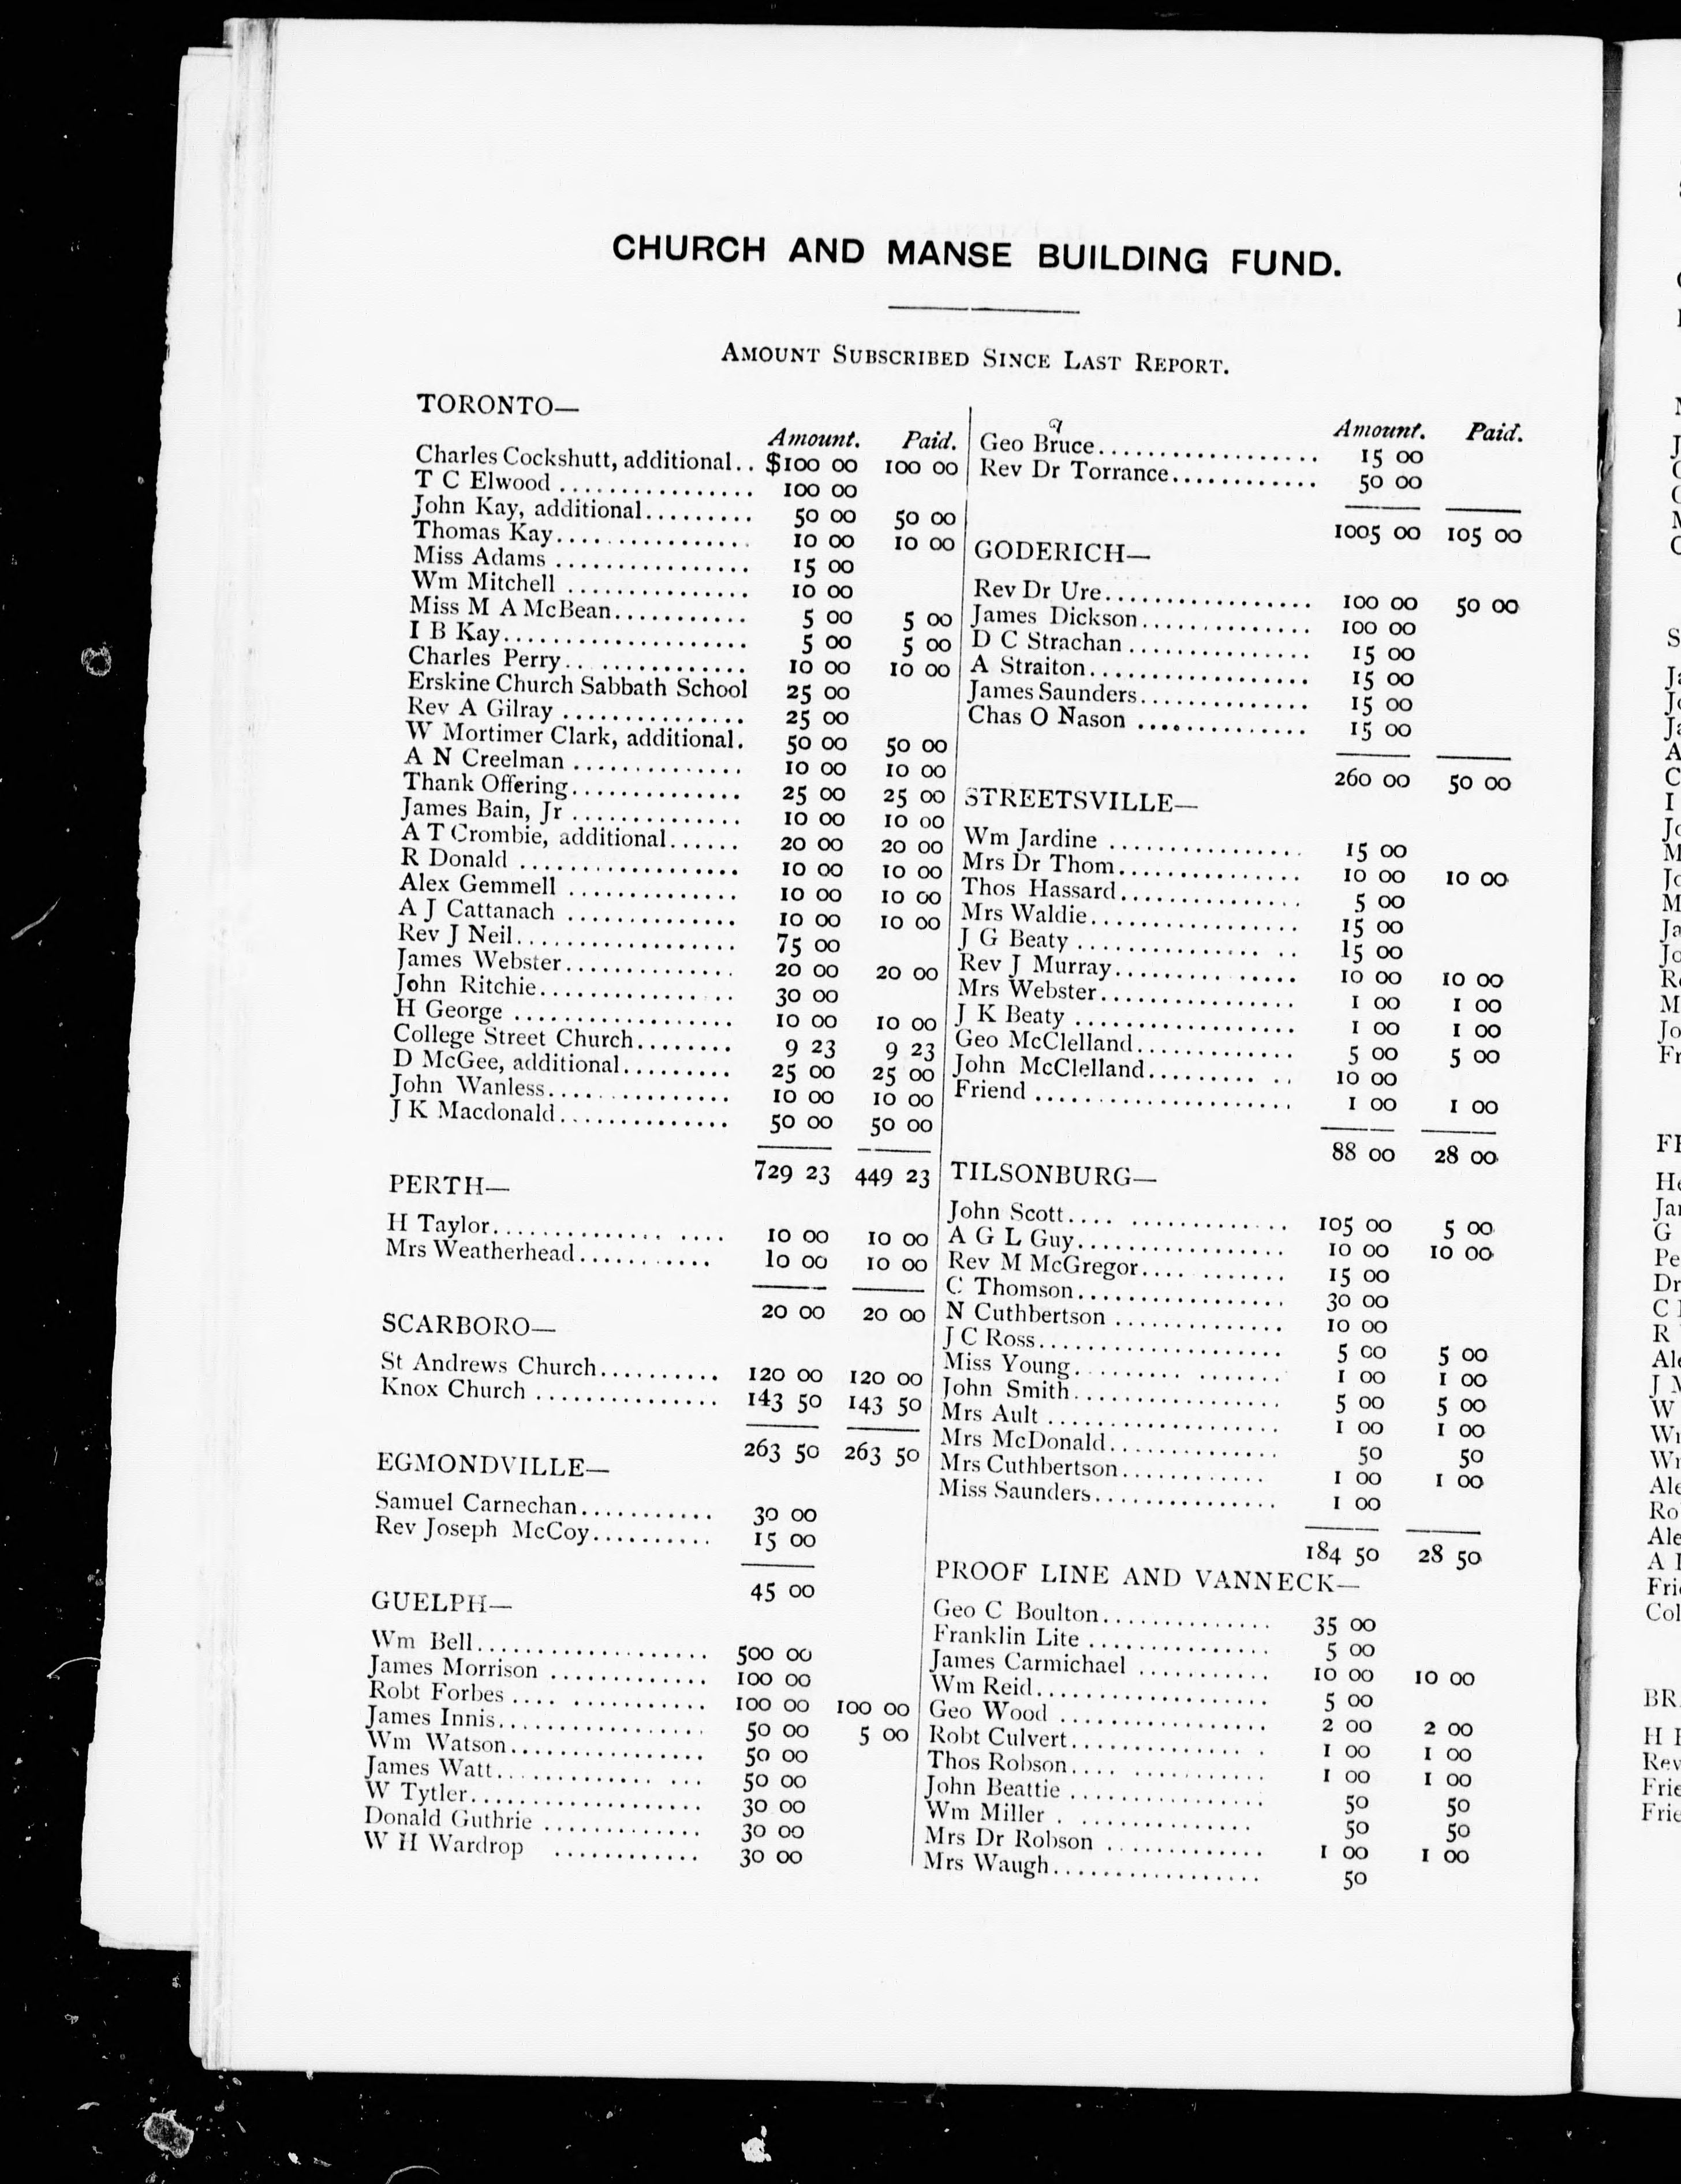 CHURCH AND MANSE BUILDING FUND.
AMOUNT SUBSCRIBED SINCE LAST REPORT.
TORONTO—
Amount. Paid.
Charles Cockshutt, additional.. $100 00 100 00
T C Elwood ................ 100 00
John Kay, additional......... 50 00 50 00
Thomas Kay................ 10 00 10 00
Miss Adams ................ 15 00
Wm Mitchell ............... 10 00
Miss M A McBean........... 5 00 5 00
I B Kay.................... 5 00 5 00
Charles Perry............... 10 00 10 00
Erskine Church Sabbath School 25 00
Rev A Gilray ............... 25 00
W Mortimer Clark, additional. 50 00 50 00
A N Creelman .............. 10 00 10 00
Thank Offering.............. 25 00 25 00
James Bain, Jr .............. 10 00 10 00
A T Crombie, additional...... 20 00 20 00
R Donald .................. 10 00 10 00
Alex Gemmell .............. 10 00 10 00
A J Cattanach .............. 10 00 10 00
Rev J Neil.................. 75 00
James Webster.............. 20 00 20 00
John Ritchie................ 30 00
H George .................. 10 00 10 00
College Street Church........ 9 23 9 23
D McGee, additional......... 25 00 25 00
John Wanless............... 10 00 10 00
J K Macdonald.............. 50 00 50 00
729 23 449 23
PERTH—
H Taylor.................. 10 00 10 00
Mrs Weatherhead........... 10 00 10 00
20 00 20 00
SCARBORO—
St Andrews Church.......... 120 00 120 00
Knox Church ............... 143 50 143 50
263 50 263 50
EGMONDVILLE—
Samuel Carnechan........... 30 00
Rev Joseph McCoy.......... 15 00
45 00
GUELPH—
Wm Bell................... 500 00
James Morrison ............ 100 00
Robt Forbes .... ........... 100 00 100 00
James Innis................. 50 00 5 00
Wm Watson................ 50 00
James Watt............. ... 50 00
W Tytler................... 30 00
Donald Guthrie ............. 30 00
W H Wardrop ............ 30 00
Amount. Paid.
Geo Bruce.................. 15 00
Rev Dr Torrance............ 50 00
1005 00 105 00
GODERICH—
Rev Dr Ure................. 100 00 50 00
James Dickson.............. 100 00
D C Strachan ............... 15 00
A Straiton.................. 15 00
James Saunders.............. 15 00
Chas O Nason .............. 15 00
260 00 50 00
STREETSVILLE—
Wm Jardine ................ 15 00
Mrs Dr Thom............... 10 00 10 00
Thos Hassard............... 5 00
Mrs Waldie................. 15 00
J G Beaty ............... .. 15 00
Rev J Murray............... 10 00 10 00
Mrs Webster................ 1 00 1 00
J K Beaty .................. 1 00 1 00
Geo McClelland............. 5 00 5 00
John McClelland......... .. 10 00
Friend ..................... 1 00 1 00
88 00 28 00
TILSONBURG—
John Scott.... ............. 105 00 5 00
A G L Guy................. 10 00 10 00
Rev M McGregor............ 15 00
C Thomson................. 30 00
N Cuthbertson .............. 10 00
J C Ross.................... 5 00 5 00
Miss Young......... ....... 1 00 1 00
John Smith................. 5 00 5 00
Mrs Ault ................... 1 00 1 00
Mrs McDonald.............. 50 50
Mrs Cuthbertson............ 1 00 1 00
Miss Saunders............... 1 00
184 50 28 50
PROOF LINE AND VANNECK—
Geo C Boulton.............. 35 00
Franklin Lite ............... 5 00
James Carmichael ........... 10 00 10 00
Wm Reid................... 5 00
Geo Wood ................. 2 00 2 00
Robt Culvert.............. . 1 00 1 00
Thos Robson.... ........... 1 00 1 00
John Beattie ................ 50 50
Wm Miller . .............. 50 50
Mrs Dr Robson ............. 1 00 1 00
Mrs Waugh................. 50